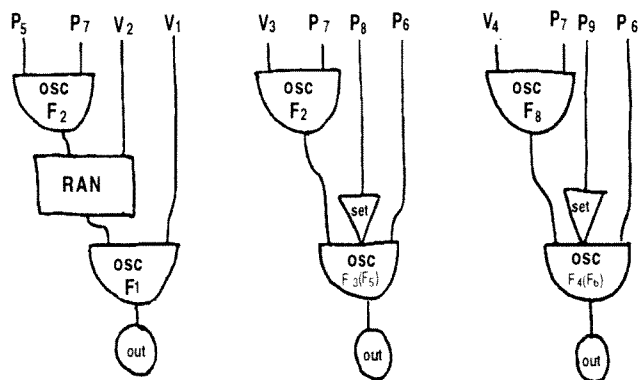 P5 P7 V2 V1
osc
F2
RAN
osc
F1
out
V3 P7 P8 P6
osc
F2
set
osc
F3(F5)
out
V4 P7 P9 P6
osc
F8
set
osc
F4(F6)
out